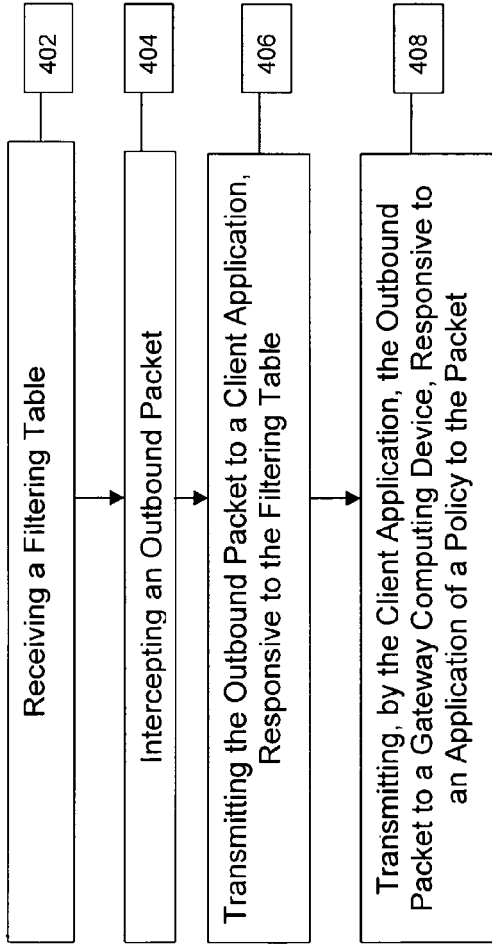 Receiving a Filtering Table
402
Intercepting an Outbound Packet
404
Transmitting the Outbound Packet to a Client Application,
Responsive to the Filtering Table
406
Transmitting, by the Client Application, the Outbound
Packet to a Gateway Computing Device, Responsive to
an Application of a Policy to the Packet
408